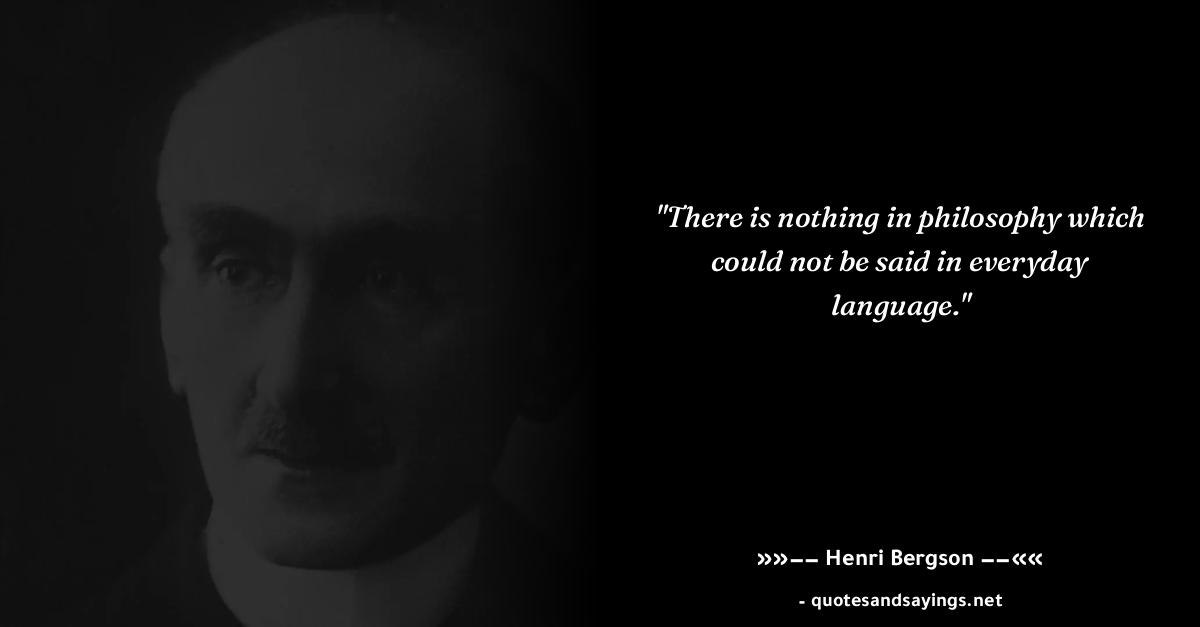 "There is nothing in philosophy which
could not be said in everyday
language."
»»–– Henri Bergson ––««
- quotesandsayings.net